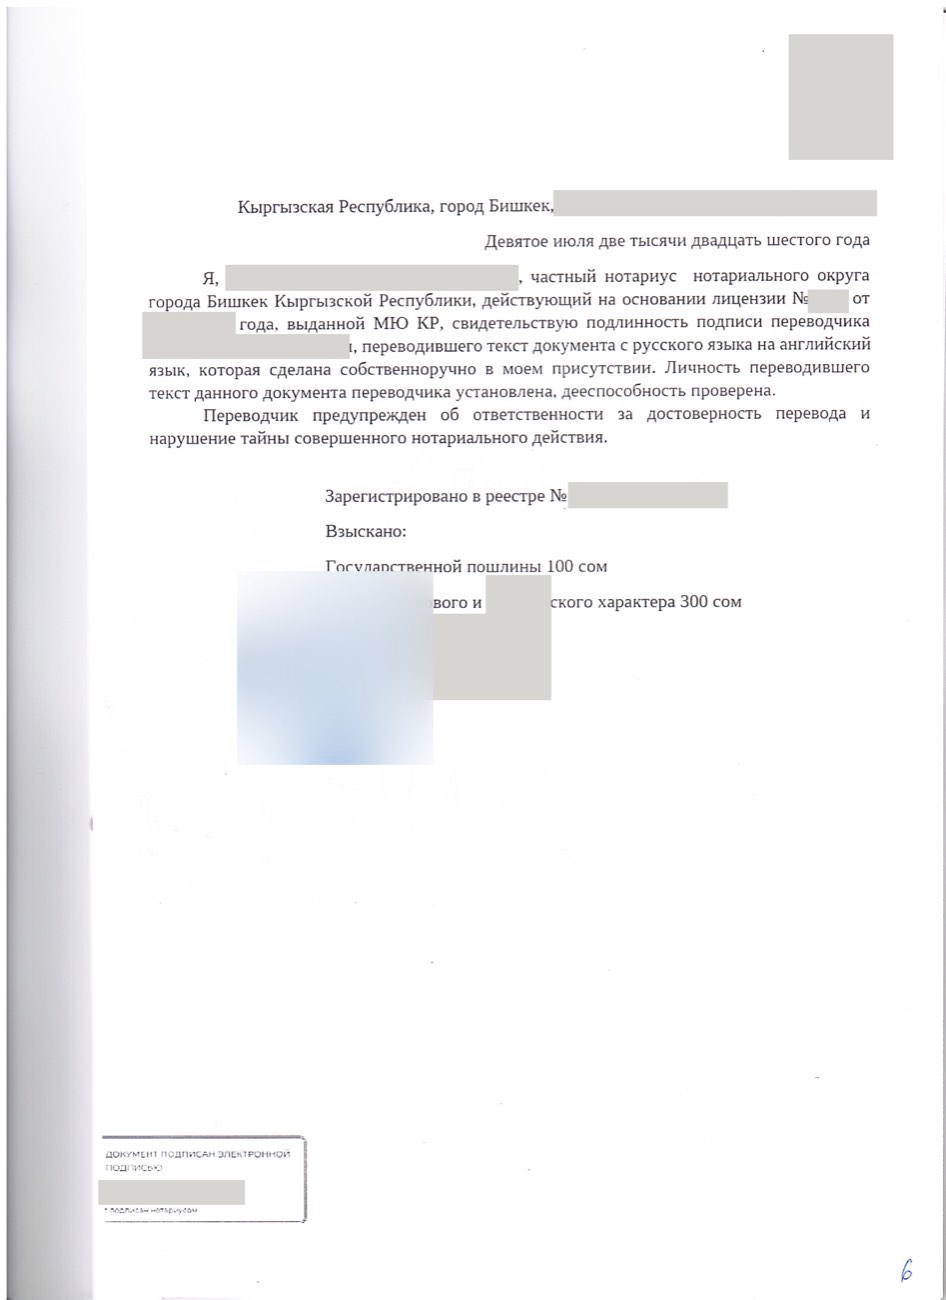 Кыргызская Республика, город Бишкек,
Девятое июля две тысячи двадцать шестого года
Я, , частный нотариус нотариального округа
города Бишкек Кыргызской Республики, действующий на основании лицензии № от
года, выданной МЮ КР, свидетельствую подлинность подписи переводчика
, переводившего текст документа с русского языка на английский
язык, которая сделана собственноручно в моем присутствии. Личность переводившего
текст данного документа переводчика установлена, дееспособность проверена.
Переводчик предупрежден об ответственности за достоверность перевода и
нарушение тайны совершенного нотариального действия.
Зарегистрировано в реестре №
Взыскано:
Государственной пошлины 100 сом
и характера 300 сом
ДОКУМЕНТ ПОДПИСАН ЭЛЕКТРОННОЙ
ПОДПИСЬЮ
подписан нотариусом
6